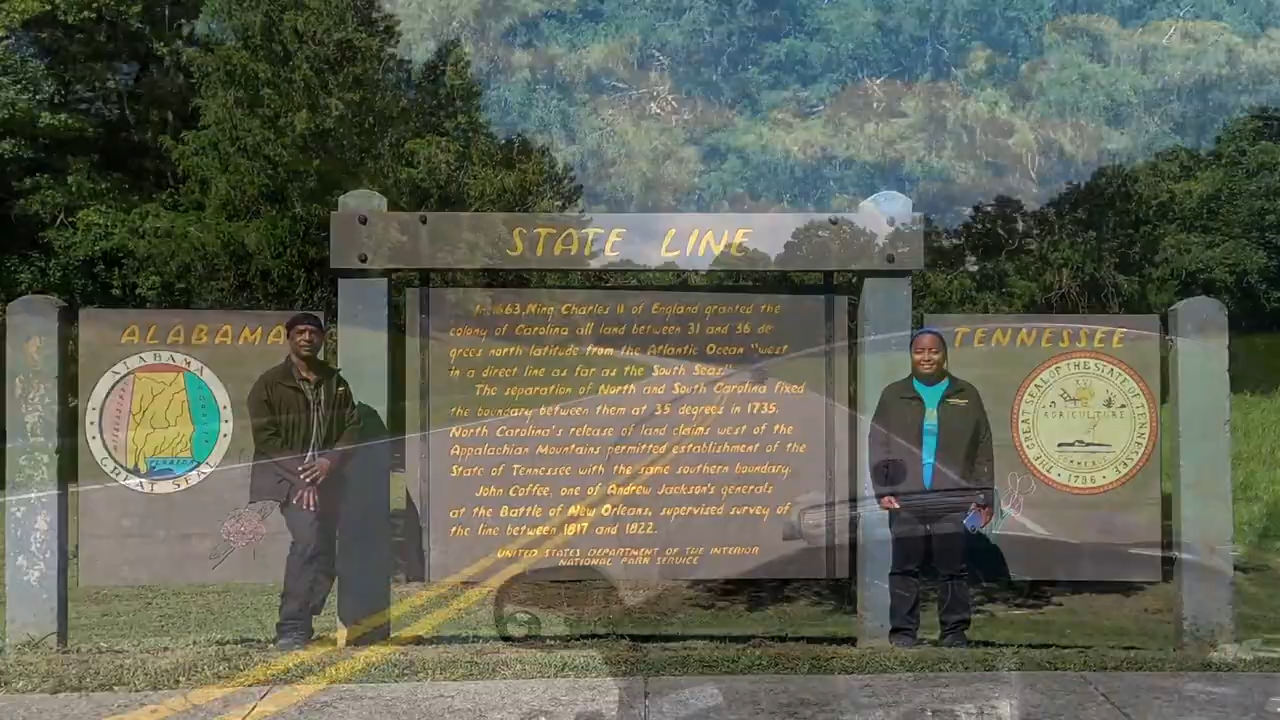 STATE LINE
ALABAMA
ALABAMA
MISSISSIPPI
FLORIDA
GREAT SEAL
In 1663, King Charles II of England granted the
colony of Carolina all land between 31 and 36 de-
grees north latitude from the Atlantic Ocean "west
in a direct line as far as the South Seas."
The separation of North and South Carolina fixed
the boundary between them at 35 degrees in 1735.
North Carolina's release of land claims west of the
Appalachian Mountains permitted establishment of the
State of Tennessee with the same southern boundary.
John Coffee, one of Andrew Jackson's generals
at the Battle of New Orleans, supervised survey of
the line between 1817 and 1822.
UNITED STATES DEPARTMENT OF THE INTERIOR
NATIONAL PARK SERVICE
TENNESSEE
THE GREAT SEAL OF THE STATE OF TENNESSEE
XVI
AGRICULTURE
COMMERCE
1796